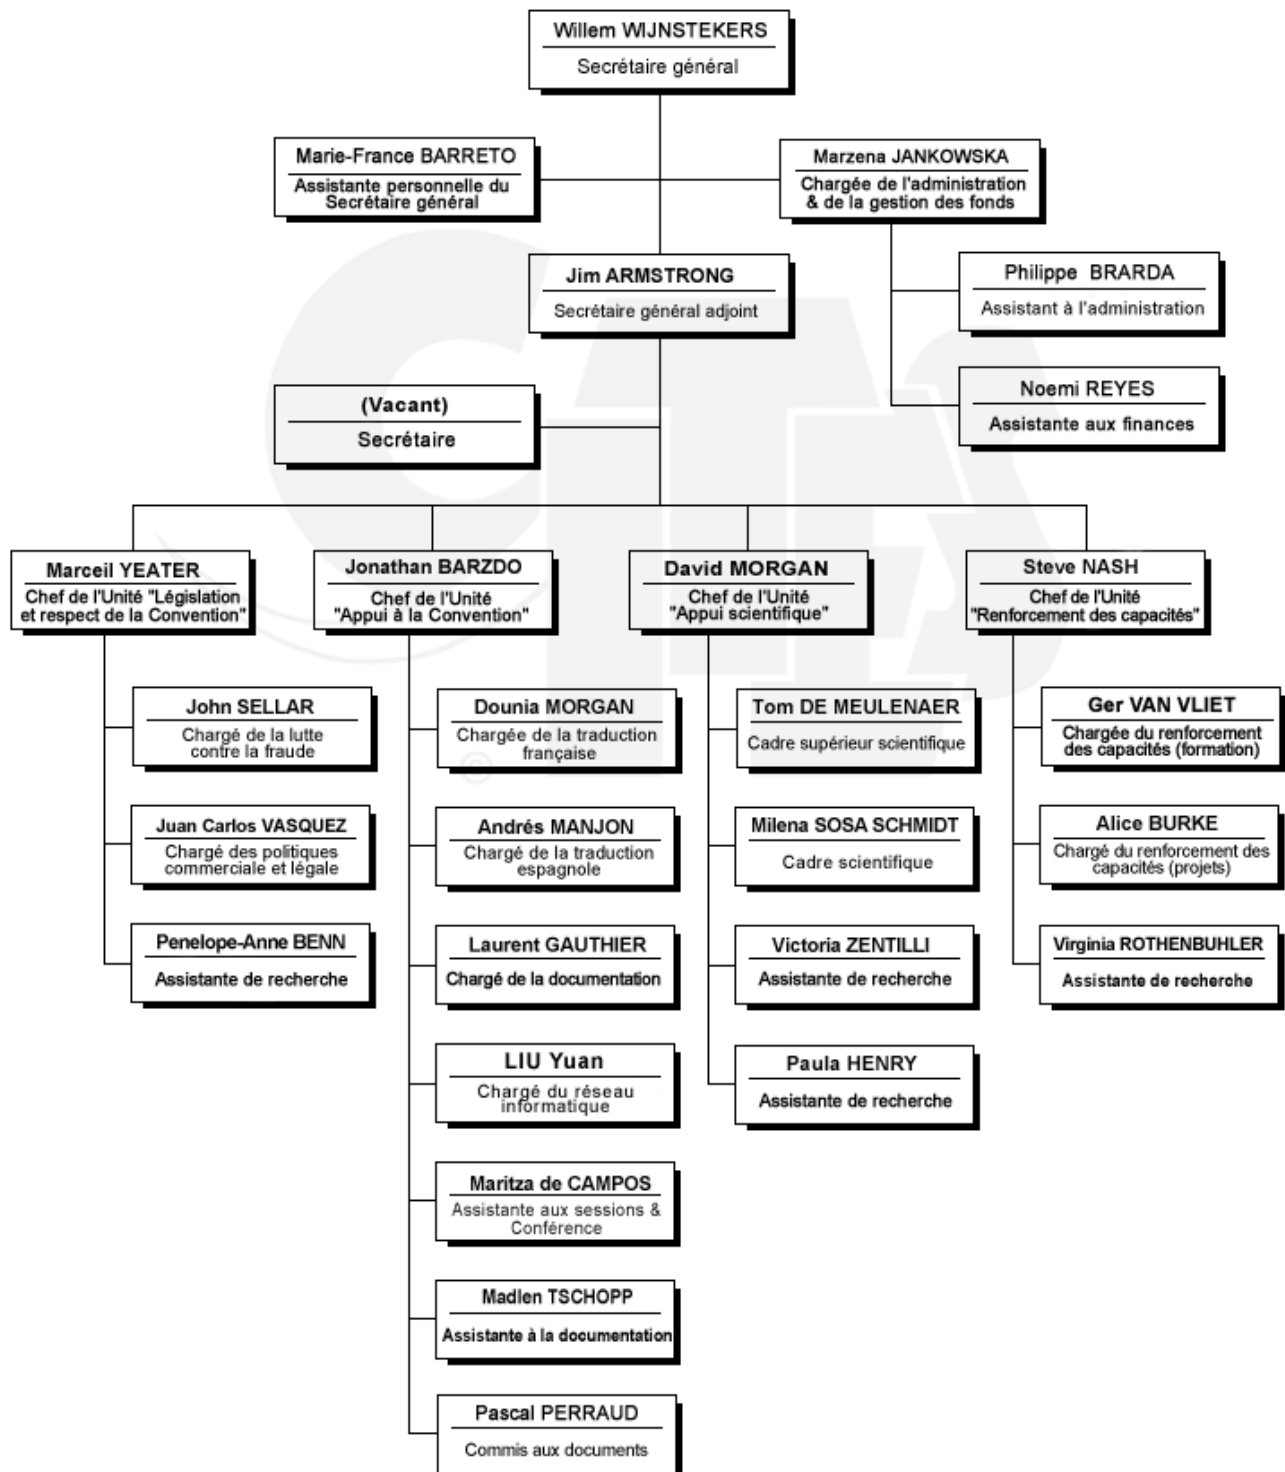 Willem WIJNSTEKERS
Secrétaire général
Marie-France BARRETO
Assistante personnelle du
Secrétaire général
Marzena JANKOWSKA
Chargée de l'administration
& de la gestion des fonds
Jim ARMSTRONG
Secrétaire général adjoint
Philippe BRARDA
Assistant à l'administration
(Vacant)
Secrétaire
Noemi REYES
Assistante aux finances
CITES
©
Marceil YEATER
Chef de l'Unité "Législation
et respect de la Convention"
John SELLAR
Chargé de la lutte
contre la fraude
Juan Carlos VASQUEZ
Chargé des politiques
commerciale et légale
Penelope-Anne BENN
Assistante de recherche
Jonathan BARZDO
Chef de l'Unité
"Appui à la Convention"
Dounia MORGAN
Chargée de la traduction
française
Andrés MANJON
Chargé de la traduction
espagnole
Laurent GAUTHIER
Chargé de la documentation
LIU Yuan
Chargé du réseau
informatique
Maritza de CAMPOS
Assistante aux sessions &
Conférence
Madlen TSCHOPP
Assistante à la documentation
Pascal PERRAUD
Commis aux documents
David MORGAN
Chef de l'Unité
"Appui scientifique"
Tom DE MEULENAER
Cadre supérieur scientifique
Milena SOSA SCHMIDT
Cadre scientifique
Victoria ZENTILLI
Assistante de recherche
Paula HENRY
Assistante de recherche
Steve NASH
Chef de l'Unité
"Renforcement des capacités"
Ger VAN VLIET
Chargée du renforcement
des capacités (formation)
Alice BURKE
Chargé du renforcement des
capacités (projets)
Virginia ROTHENBUHLER
Assistante de recherche